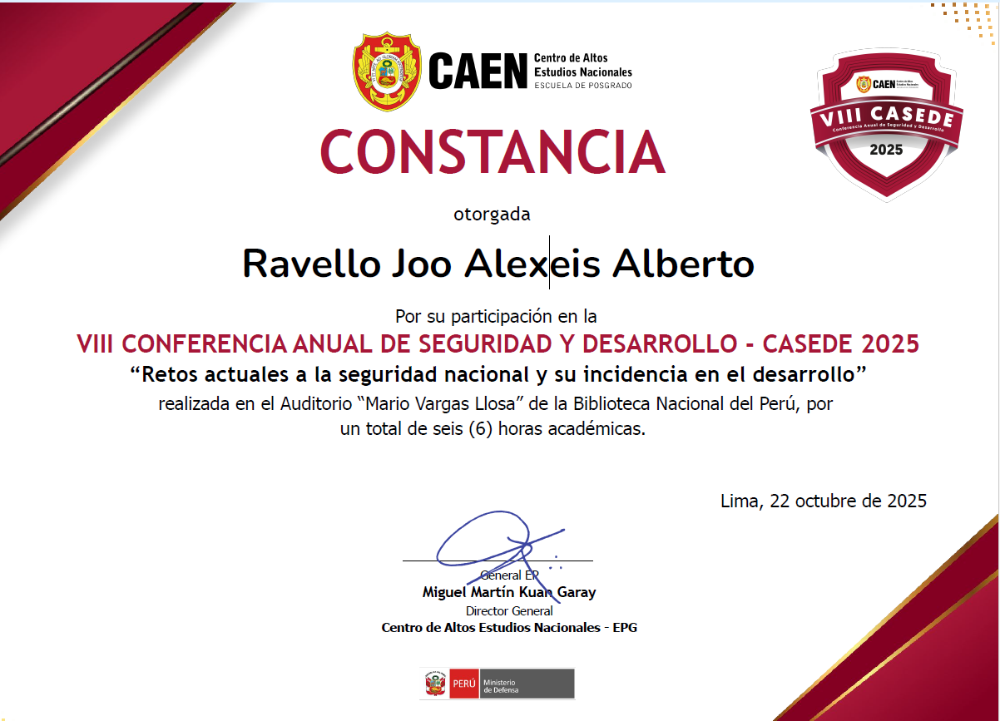 CAEN
Centro de Altos
Estudios Nacionales
ESCUELA DE POSGRADO
CAEN
Centro de Altos
Estudios Nacionales
VIII CASEDE
Conferencia Anual de Seguridad y Desarrollo
2025
CONSTANCIA
otorgada
Ravello Joo Alexeis Alberto
Por su participación en la
VIII CONFERENCIA ANUAL DE SEGURIDAD Y DESARROLLO - CASEDE 2025
“Retos actuales a la seguridad nacional y su incidencia en el desarrollo”
realizada en el Auditorio “Mario Vargas Llosa” de la Biblioteca Nacional del Perú, por
un total de seis (6) horas académicas.
Lima, 22 octubre de 2025
General EP
Miguel Martín Kuan Garay
Director General
Centro de Altos Estudios Nacionales - EPG
PERÚ
Ministerio
de Defensa